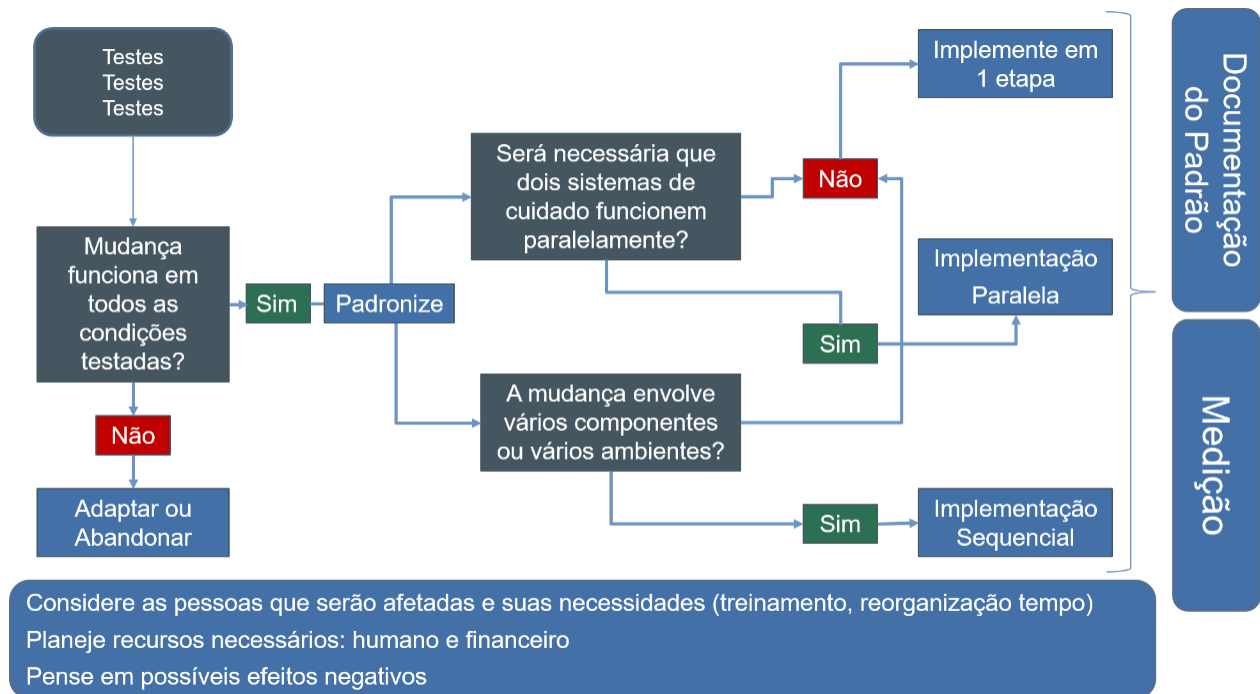 Testes
Testes
Testes
Mudança
funciona em
todos as
condições
testadas?
Sim
Padronize
Não
Adaptar ou
Abandonar
Será necessária que
dois sistemas de
cuidado funcionem
paralelamente?
Não
Implemente em
1 etapa
Sim
Implementação
Paralela
A mudança envolve
vários componentes
ou vários ambientes?
Sim
Implementação
Sequencial
Documentação
do Padrão
Medição
Considere as pessoas que serão afetadas e suas necessidades (treinamento, reorganização tempo)
Planeje recursos necessários: humano e financeiro
Pense em possíveis efeitos negativos